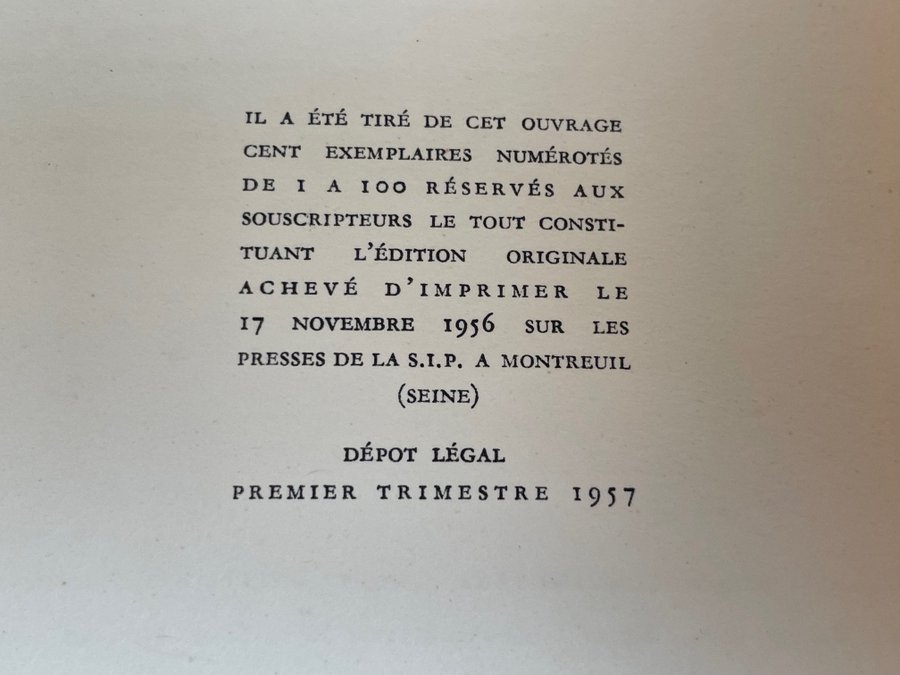 IL A ÉTÉ TIRÉ DE CET OUVRAGE
CENT EXEMPLAIRES NUMÉROTÉS
DE 1 A 100 RÉSERVÉS AUX
SOUSCRIPTEURS LE TOUT CONSTI-
TUANT L'ÉDITION ORIGINALE
ACHEVÉ D'IMPRIMER LE
17 NOVEMBRE 1956 SUR LES
PRESSES DE LA S.I.P. A MONTREUIL
(SEINE)
DÉPOT LÉGAL
PREMIER TRIMESTRE 1957